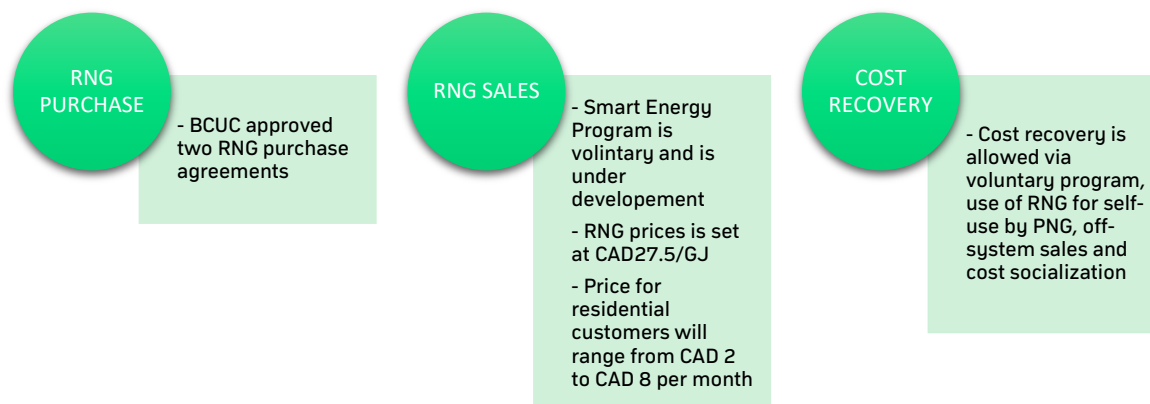 RNG
PURCHASE
- BCUC approved
two RNG purchase
agreements
RNG SALES
- Smart Energy
Program is
volintary and is
under
developement
- RNG prices is set
at CAD27.5/GJ
- Price for
residential
customers will
range from CAD 2
to CAD 8 per month
COST
RECOVERY
- Cost recovery is
allowed via
voluntary program,
use of RNG for self-
use by PNG, off-
system sales and
cost socialization